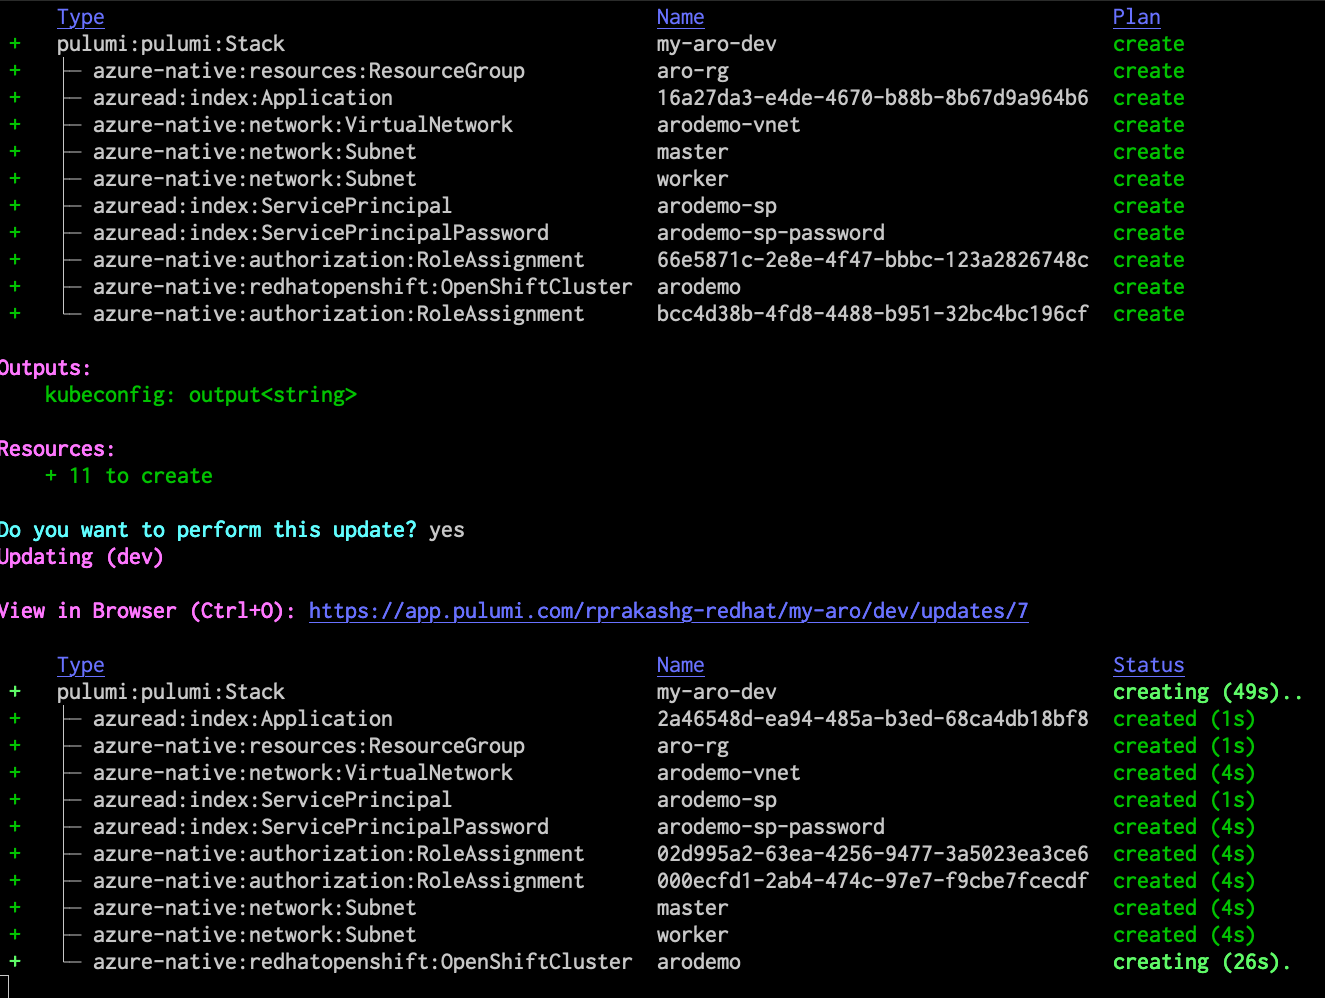 Type Name Plan
+ pulumi:pulumi:Stack my-aro-dev create
+ ├─ azure-native:resources:ResourceGroup aro-rg create
+ ├─ azuread:index:Application 16a27da3-e4de-4670-b88b-8b67d9a964b6 create
+ ├─ azure-native:network:VirtualNetwork arodemo-vnet create
+ ├─ azure-native:network:Subnet master create
+ ├─ azure-native:network:Subnet worker create
+ ├─ azuread:index:ServicePrincipal arodemo-sp create
+ ├─ azuread:index:ServicePrincipalPassword arodemo-sp-password create
+ ├─ azure-native:authorization:RoleAssignment 66e5871c-2e8e-4f47-bbbc-123a2826748c create
+ ├─ azure-native:redhatopenshift:OpenShiftCluster arodemo create
+ └─ azure-native:authorization:RoleAssignment bcc4d38b-4fd8-4488-b951-32bc4bc196cf create
Outputs:
kubeconfig: output<string>
Resources:
+ 11 to create
Do you want to perform this update? yes
Updating (dev)
View in Browser (Ctrl+O): https://app.pulumi.com/rprakashg-redhat/my-aro/dev/updates/7
Type Name Status
+ pulumi:pulumi:Stack my-aro-dev creating (49s)..
+ ├─ azuread:index:Application 2a46548d-ea94-485a-b3ed-68ca4db18bf8 created (1s)
+ ├─ azure-native:resources:ResourceGroup aro-rg created (1s)
+ ├─ azure-native:network:VirtualNetwork arodemo-vnet created (4s)
+ ├─ azuread:index:ServicePrincipal arodemo-sp created (1s)
+ ├─ azuread:index:ServicePrincipalPassword arodemo-sp-password created (4s)
+ ├─ azure-native:authorization:RoleAssignment 02d995a2-63ea-4256-9477-3a5023ea3ce6 created (4s)
+ ├─ azure-native:authorization:RoleAssignment 000ecfd1-2ab4-474c-97e7-f9cbe7fcecdf created (4s)
+ ├─ azure-native:network:Subnet master created (4s)
+ ├─ azure-native:network:Subnet worker created (4s)
+ └─ azure-native:redhatopenshift:OpenShiftCluster arodemo creating (26s).